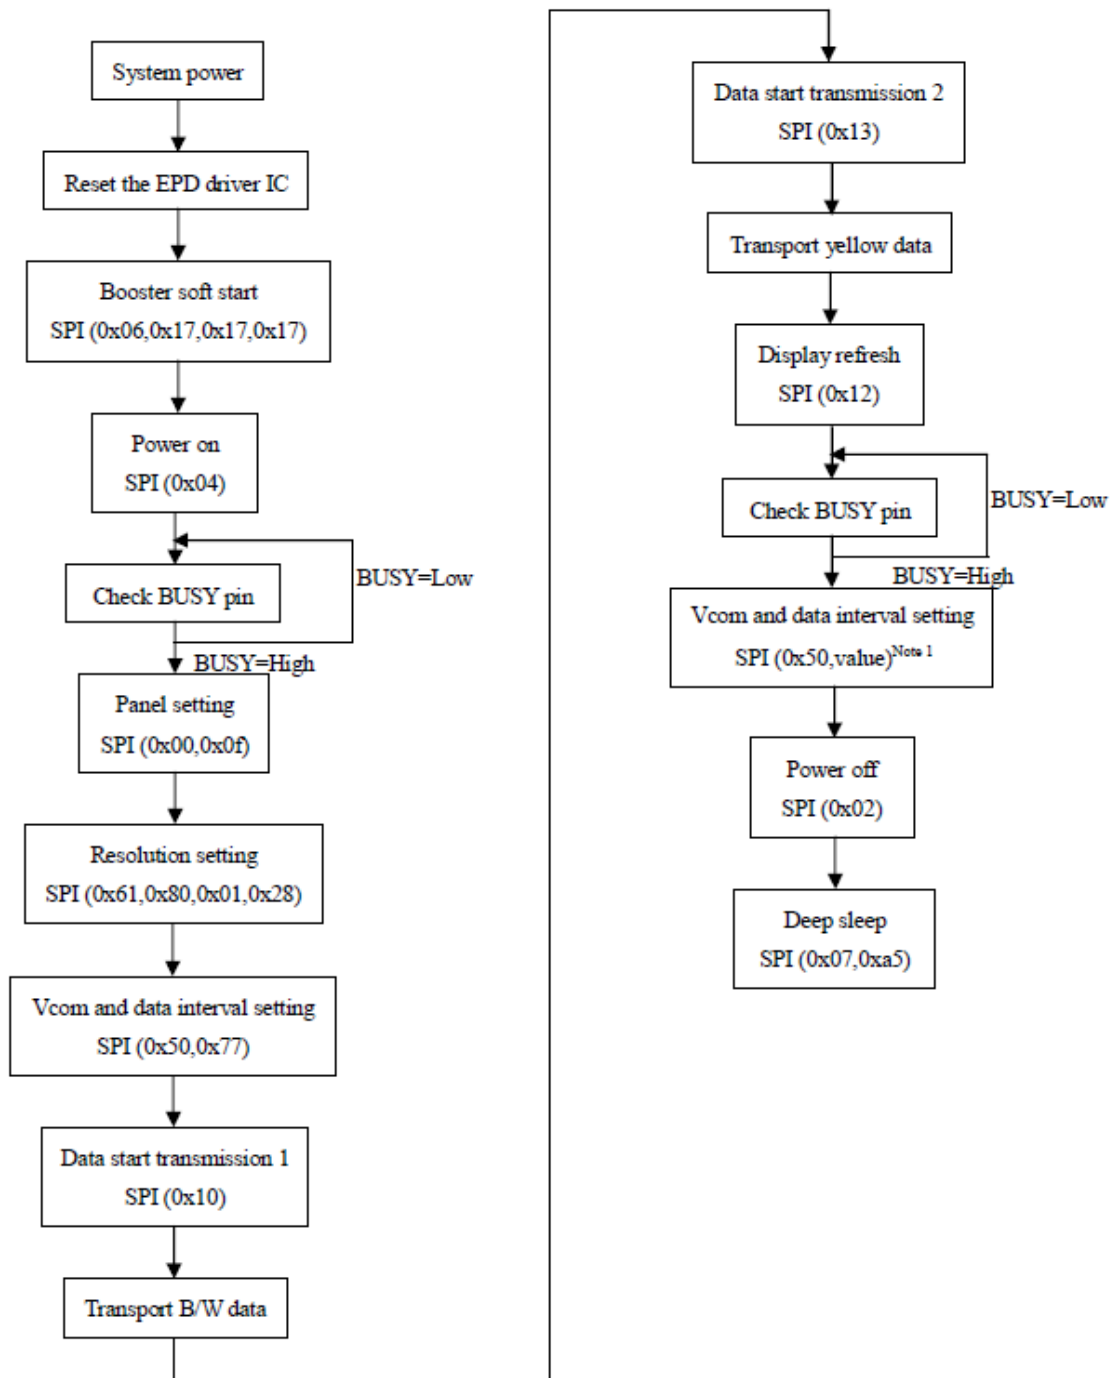 System power
Reset the EPD driver IC
Booster soft start
SPI (0x06,0x17,0x17,0x17)
Power on
SPI (0x04)
BUSY=Low
Check BUSY pin
BUSY=High
Panel setting
SPI (0x00,0x0f)
Resolution setting
SPI (0x61,0x80,0x01,0x28)
Vcom and data interval setting
SPI (0x50,0x77)
Data start transmission 1
SPI (0x10)
Transport B/W data
Data start transmission 2
SPI (0x13)
Transport yellow data
Display refresh
SPI (0x12)
BUSY=Low
Check BUSY pin
BUSY=High
Vcom and data interval setting
SPI (0x50,value)Note 1
Power off
SPI (0x02)
Deep sleep
SPI (0x07,0xa5)